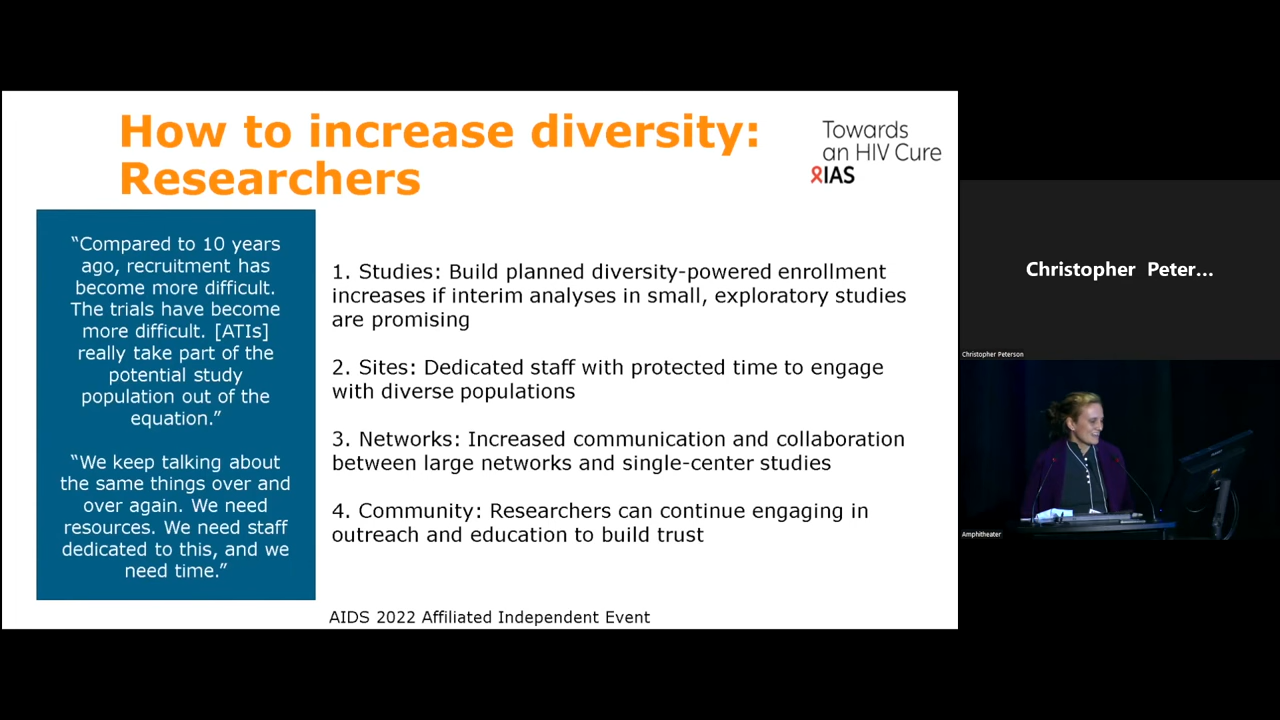 How to increase diversity:
Researchers
Towards
an HIV Cure
IAS
“Compared to 10 years
ago, recruitment has
become more difficult.
The trials have become
more difficult. [ATIs]
really take part of the
potential study
population out of the
equation.”
“We keep talking about
the same things over and
over again. We need
resources. We need staff
dedicated to this, and we
need time.”
1. Studies: Build planned diversity-powered enrollment
increases if interim analyses in small, exploratory studies
are promising
2. Sites: Dedicated staff with protected time to engage
with diverse populations
3. Networks: Increased communication and collaboration
between large networks and single-center studies
4. Community: Researchers can continue engaging in
outreach and education to build trust
AIDS 2022 Affiliated Independent Event
Christopher Peter...
Christopher Peterson
Amphitheater